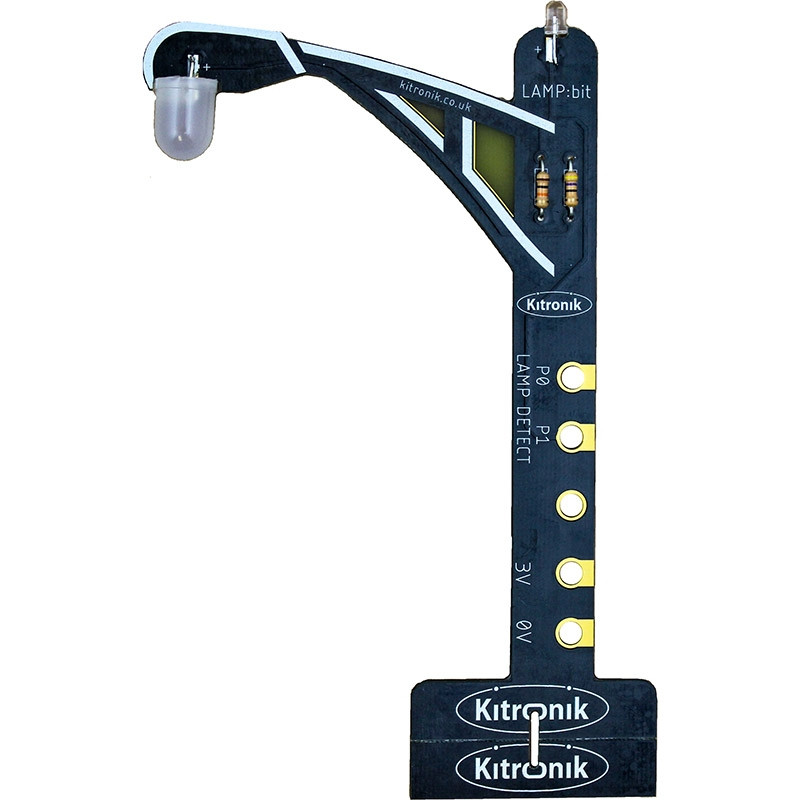 +
LAMP:bit
+
kitronik.co.uk
Kitronik
P0
LAMP
P1
DETECT
3V
0V
Kitronik
Kitronik